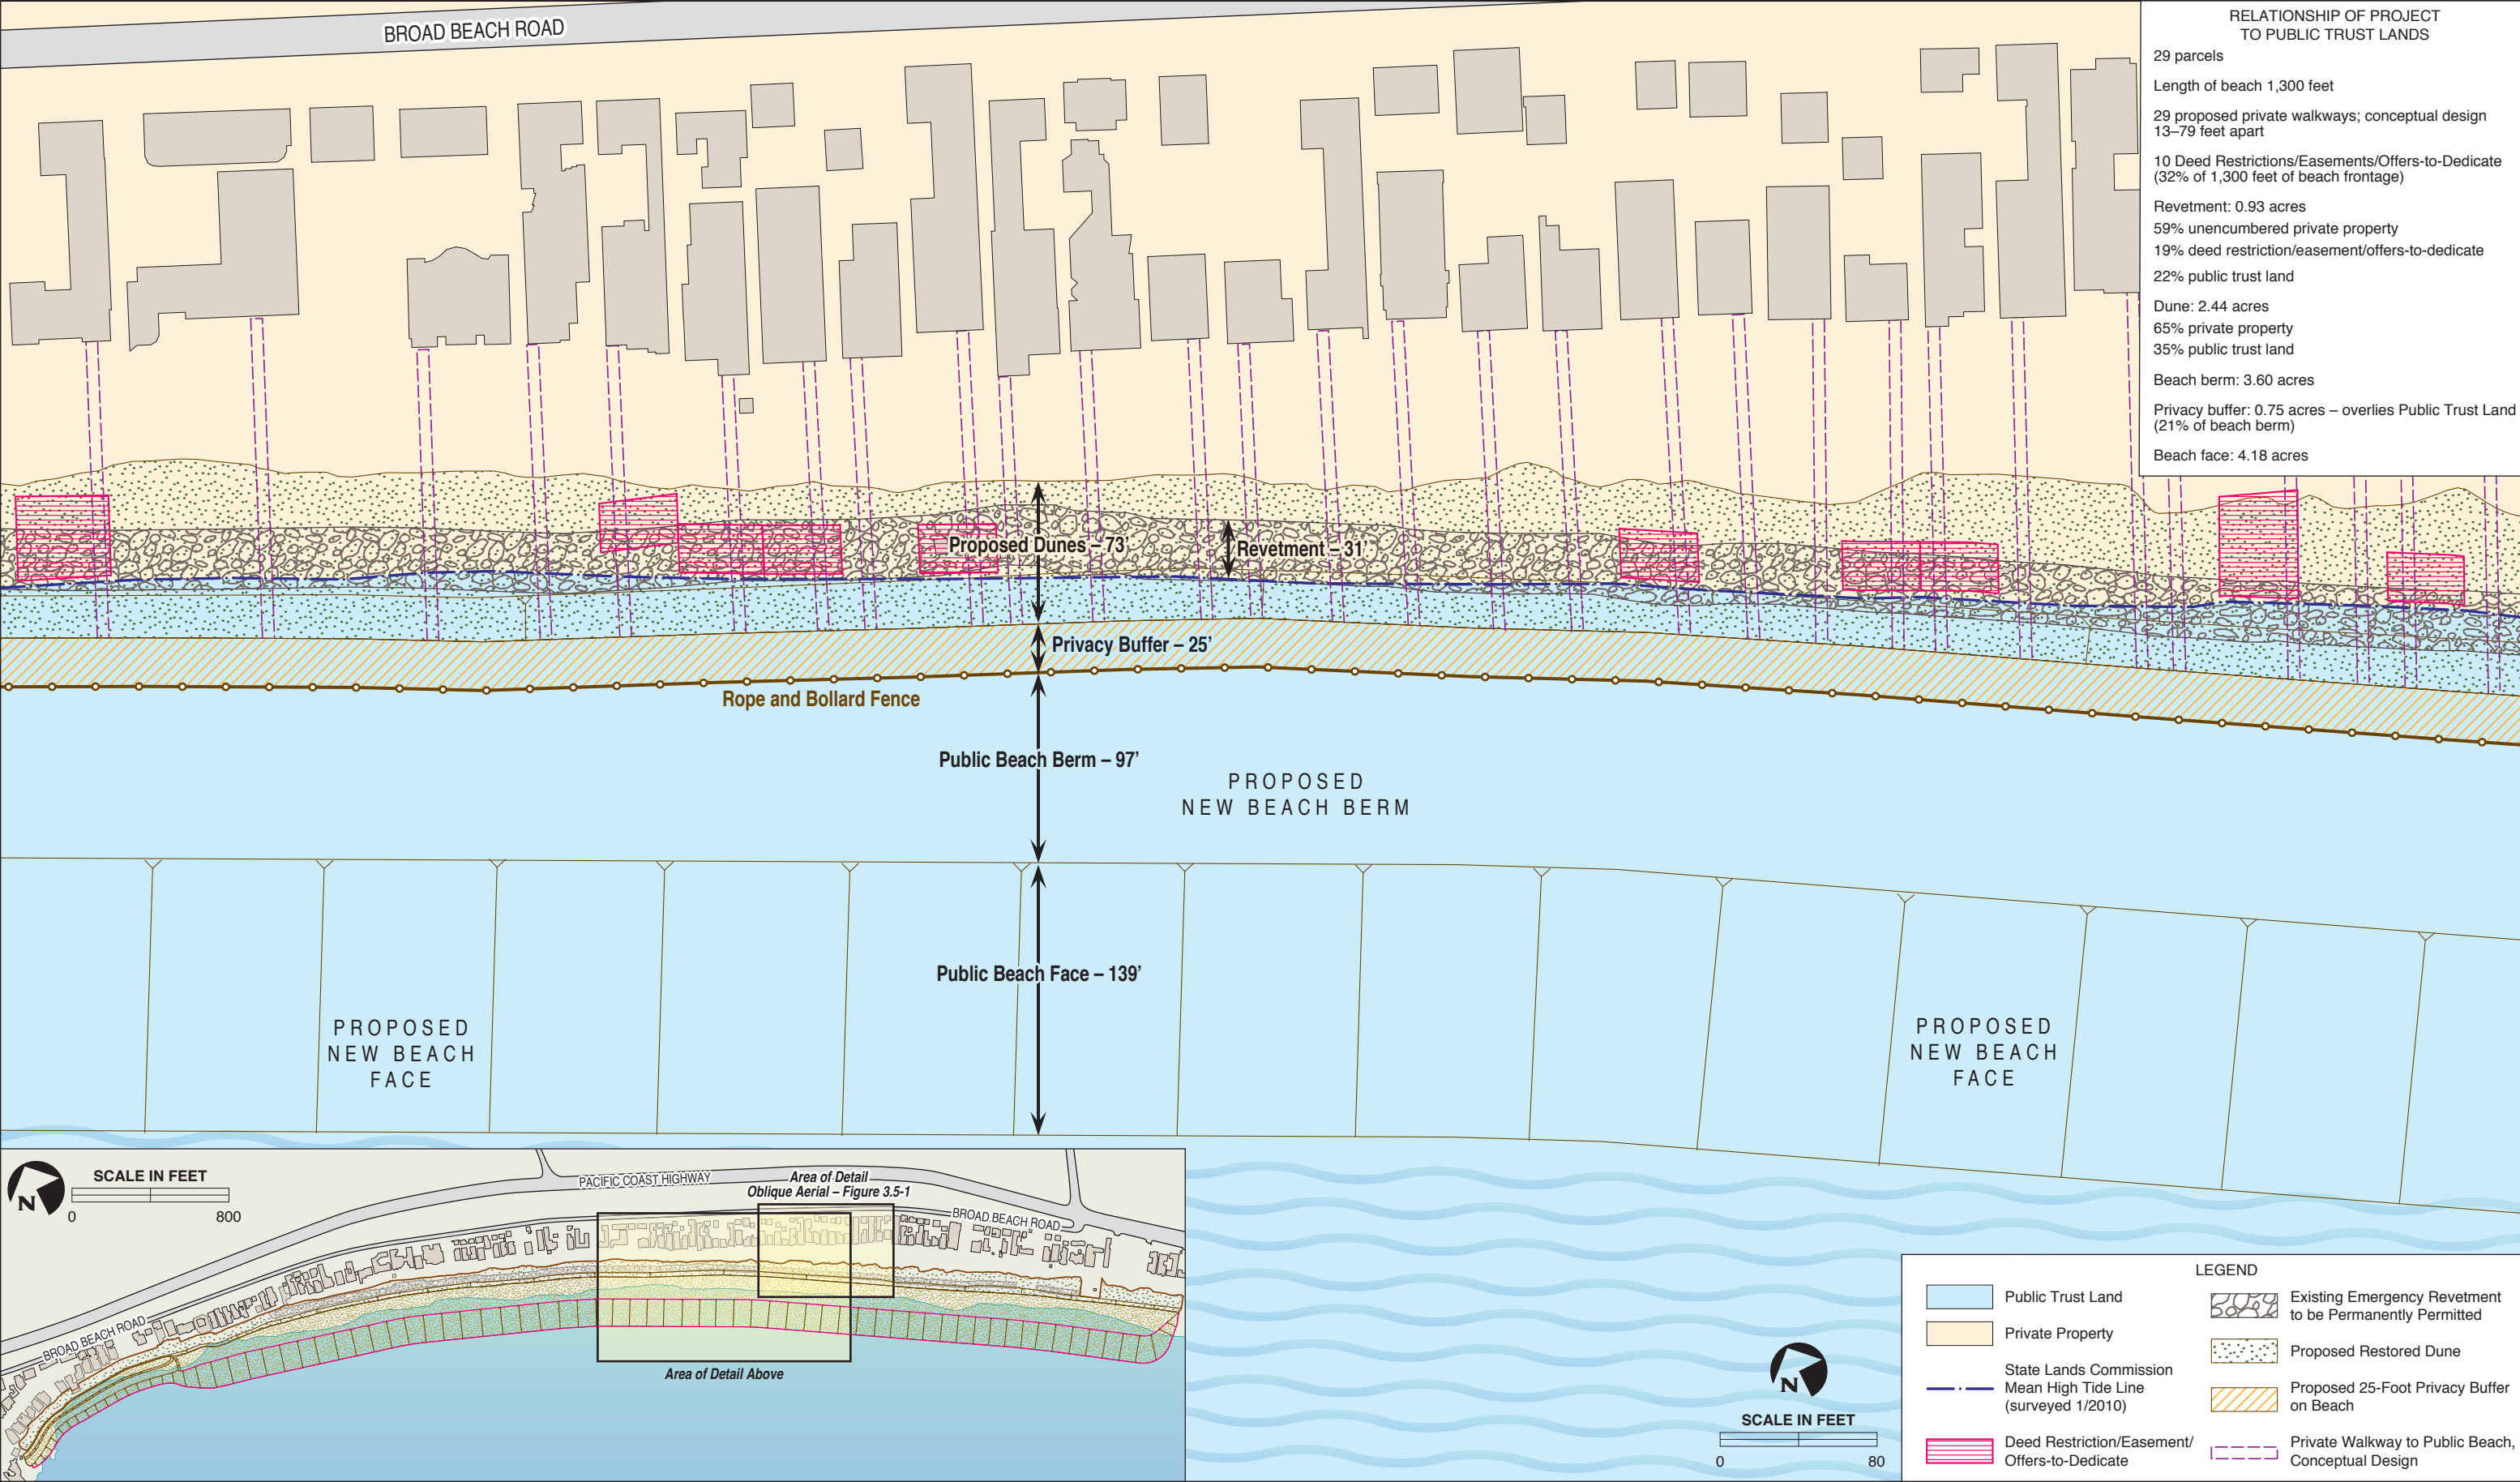 BROAD BEACH ROAD
RELATIONSHIP OF PROJECT
TO PUBLIC TRUST LANDS
29 parcels
Length of beach 1,300 feet
29 proposed private walkways; conceptual design
13–79 feet apart
10 Deed Restrictions/Easements/Offers-to-Dedicate
(32% of 1,300 feet of beach frontage)
Revetment: 0.93 acres
59% unencumbered private property
19% deed restriction/easement/offers-to-dedicate
22% public trust land
Dune: 2.44 acres
65% private property
35% public trust land
Beach berm: 3.60 acres
Privacy buffer: 0.75 acres – overlies Public Trust Land
(21% of beach berm)
Beach face: 4.18 acres
Proposed Dunes – 73’
Revetment – 31’
Privacy Buffer – 25’
Rope and Bollard Fence
Public Beach Berm – 97’
PROPOSED
NEW BEACH BERM
Public Beach Face – 139’
PROPOSED
NEW BEACH
FACE
PROPOSED
NEW BEACH
FACE
N
SCALE IN FEET
0 800
PACIFIC COAST HIGHWAY
Area of Detail
Oblique Aerial – Figure 3.5-1
BROAD BEACH ROAD
BROAD BEACH ROAD
Area of Detail Above
N
SCALE IN FEET
0 80
LEGEND
Public Trust Land
Private Property
State Lands Commission
Mean High Tide Line
(surveyed 1/2010)
Deed Restriction/Easement/
Offers-to-Dedicate
Existing Emergency Revetment
to be Permanently Permitted
Proposed Restored Dune
Proposed 25-Foot Privacy Buffer
on Beach
Private Walkway to Public Beach,
Conceptual Design